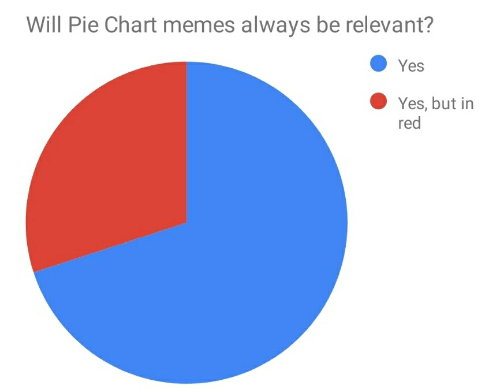 Will Pie Chart memes always be relevant?
Yes
Yes, but in
red